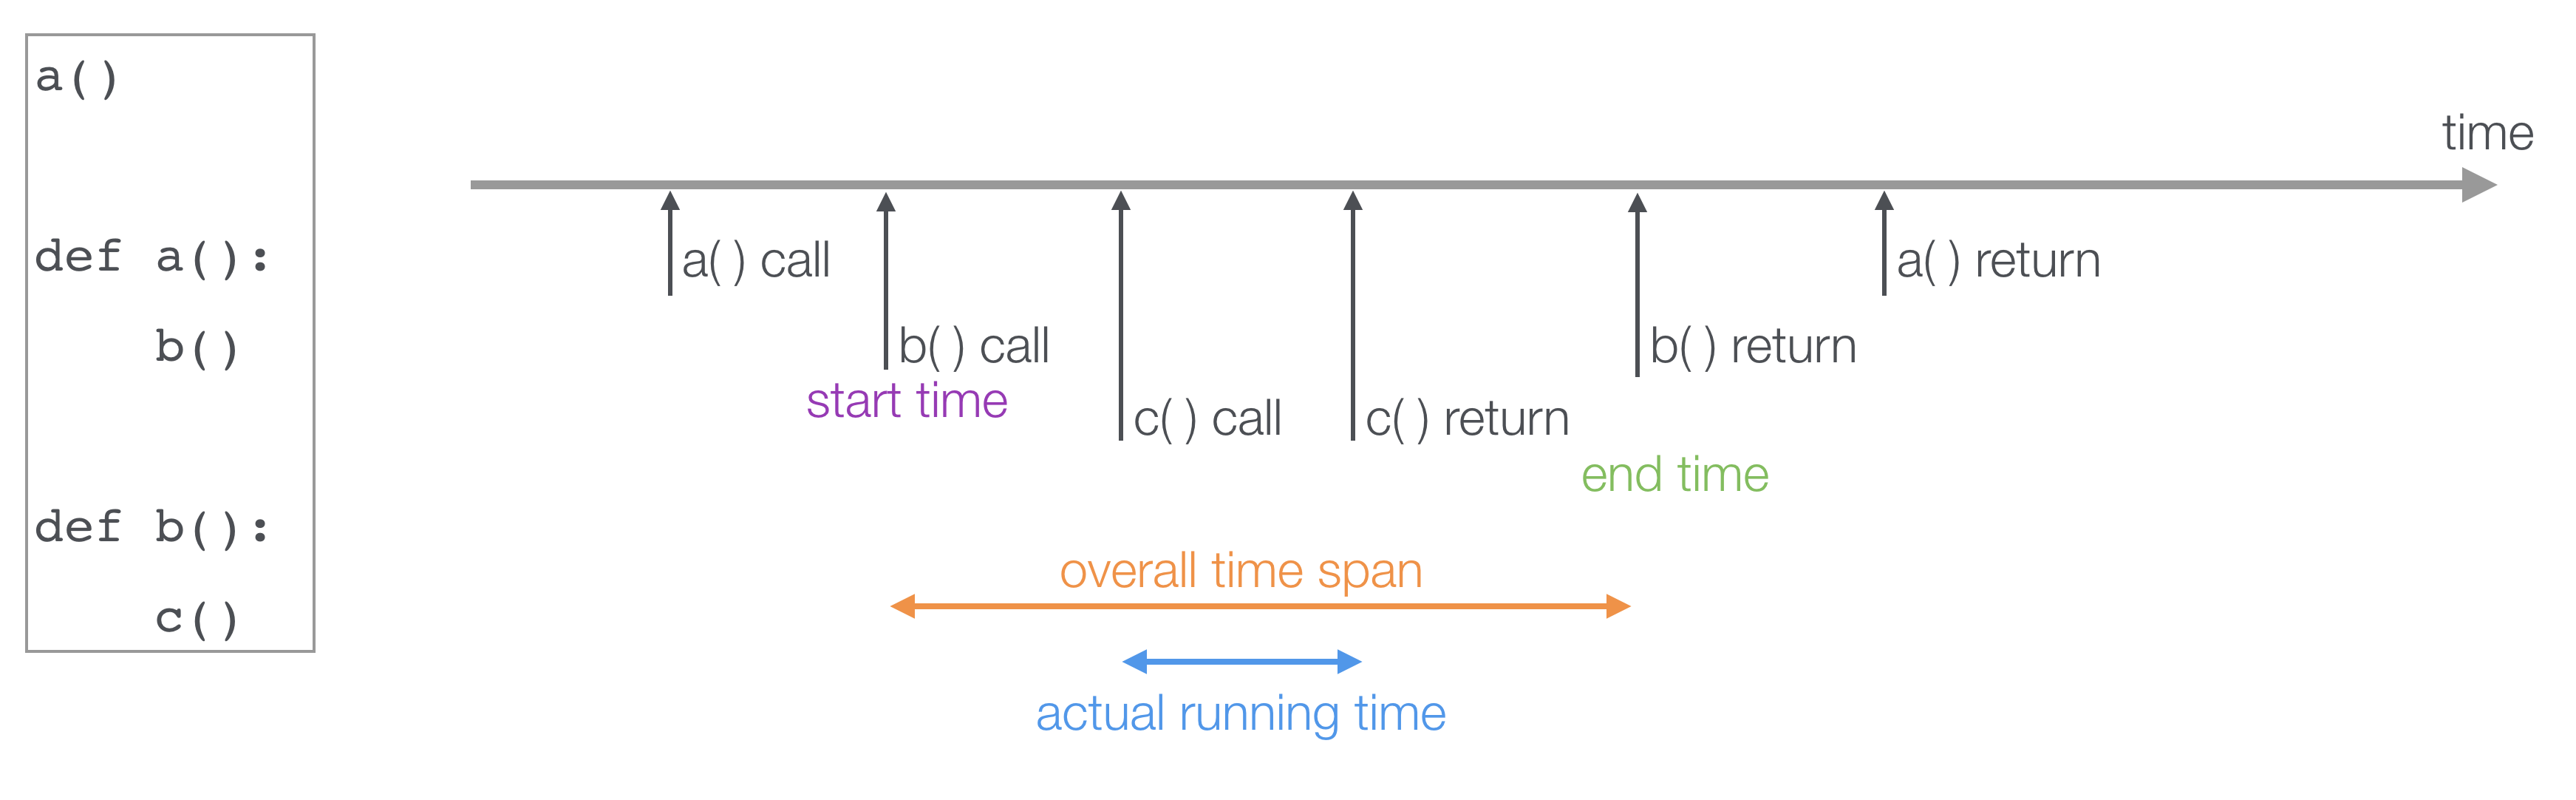 a()
def a():
    b()
def b():
    c()
time
a( ) call
a( ) return
b( ) call
b( ) return
start time
c( ) call
c( ) return
end time
overall time span
actual running time